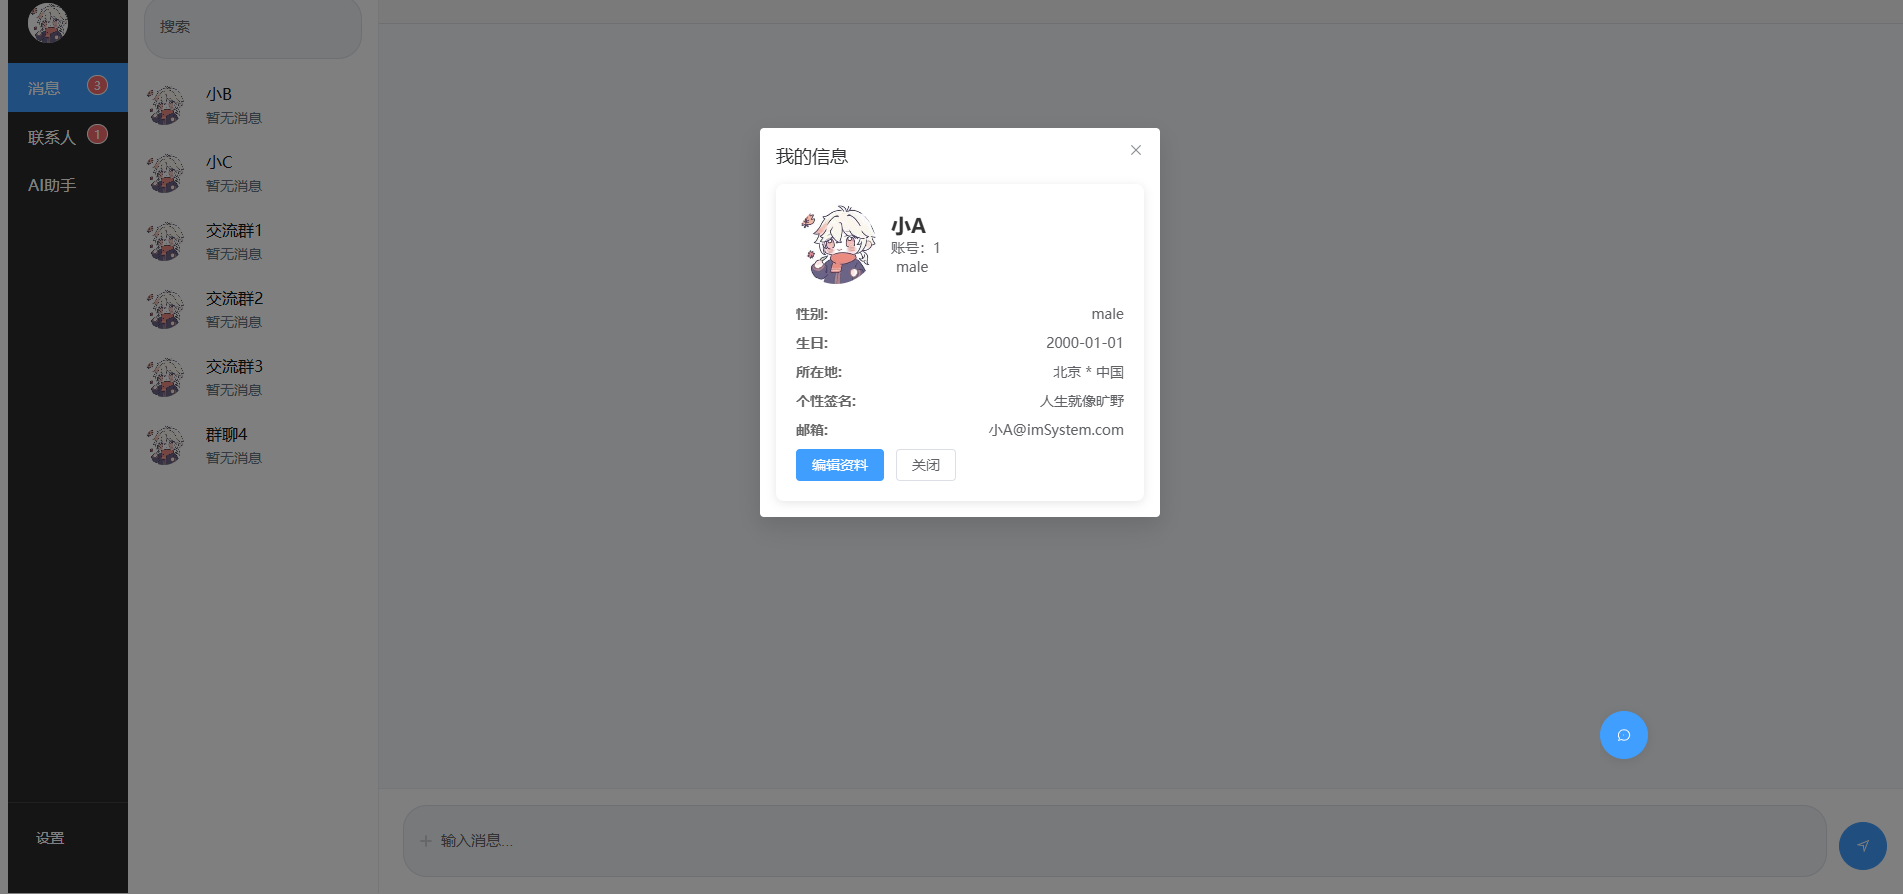 消息 3
联系人 1
AI助手
设置
搜索
小B
暂无消息
小C
暂无消息
交流群1
暂无消息
交流群2
暂无消息
交流群3
暂无消息
群聊4
暂无消息
我的信息
小A
账号：1
male
性别: male
生日: 2000-01-01
所在地: 北京 * 中国
个性签名: 人生就像旷野
邮箱: 小A@imSystem.com
编辑资料 关闭
输入消息...